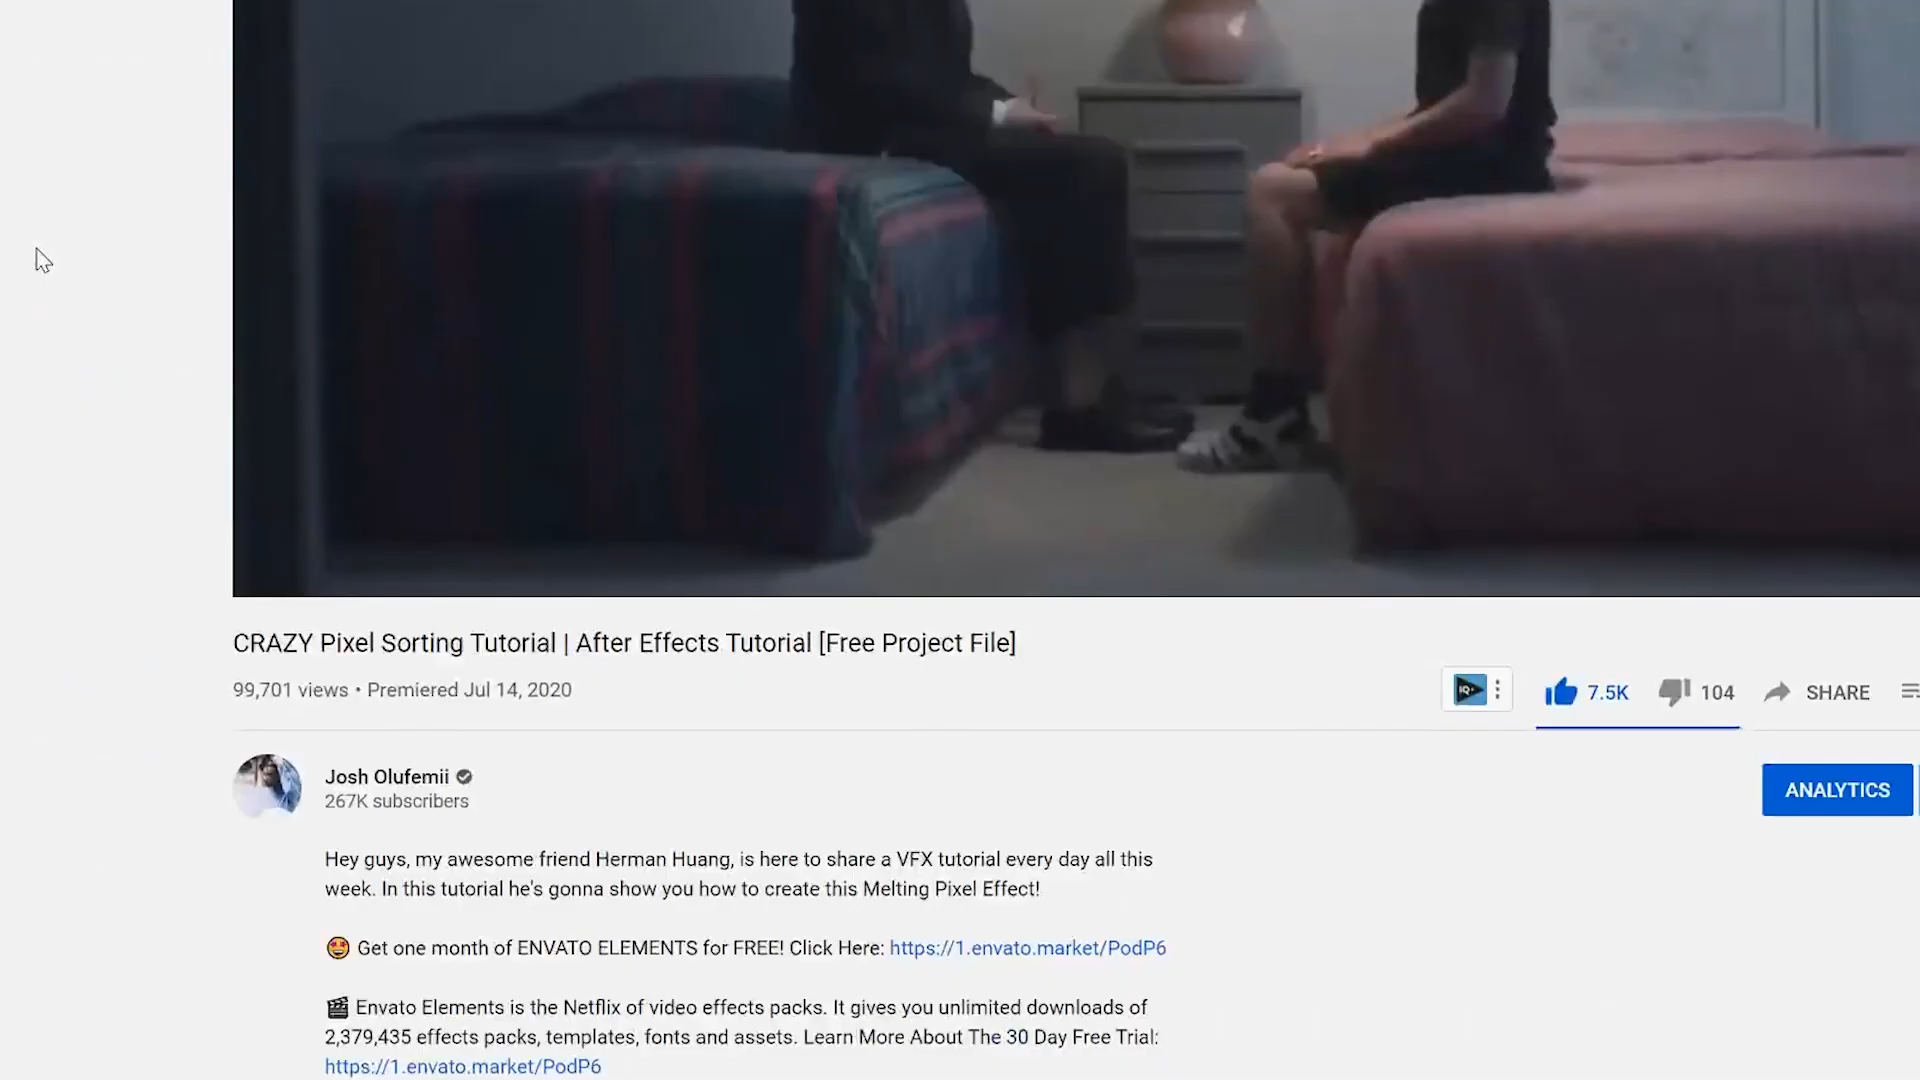 CRAZY Pixel Sorting Tutorial | After Effects Tutorial [Free Project File]
99,701 views • Premiered Jul 14, 2020
IQ+
7.5K
104
SHARE
Josh Olufemii
267K subscribers
ANALYTICS
Hey guys, my awesome friend Herman Huang, is here to share a VFX tutorial every day all this
week. In this tutorial he's gonna show you how to create this Melting Pixel Effect!
🤩 Get one month of ENVATO ELEMENTS for FREE! Click Here: https://1.envato.market/PodP6
🎬 Envato Elements is the Netflix of video effects packs. It gives you unlimited downloads of
2,379,435 effects packs, templates, fonts and assets. Learn More About The 30 Day Free Trial:
https://1.envato.market/PodP6